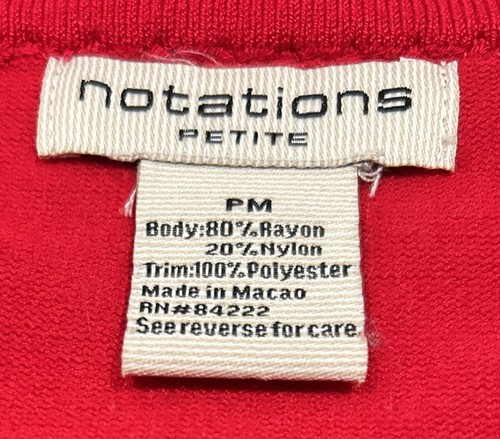 notations
PETITE
PM
Body:80%Rayon
20%Nylon
Trim:100%Polyester
Made in Macao
RN#84222
See reverse for care